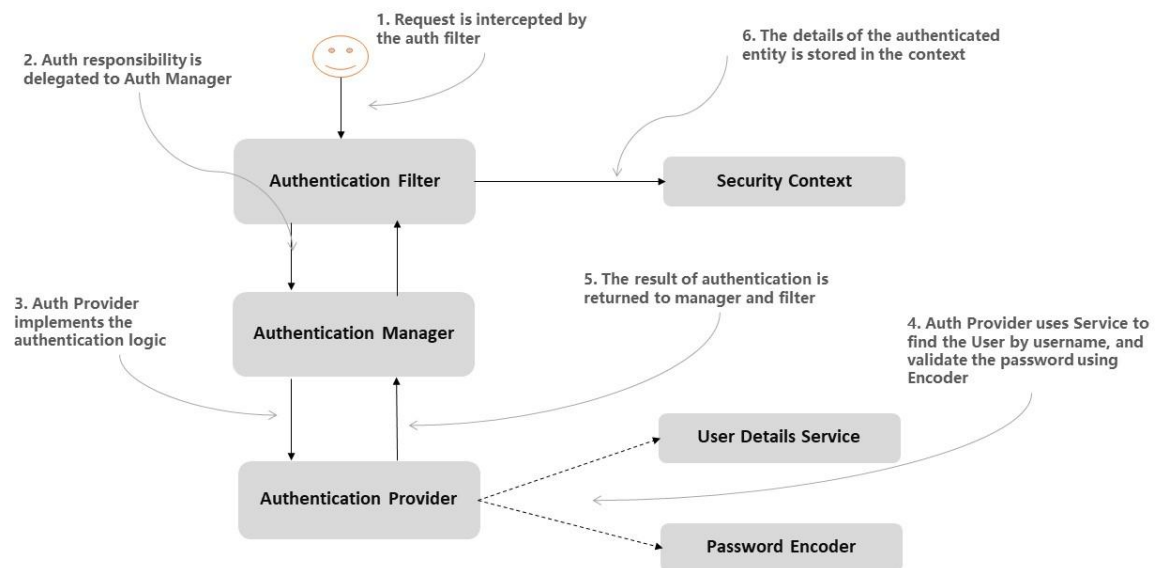 1. Request is intercepted by
the auth filter
6. The details of the authenticated
entity is stored in the context
2. Auth responsibility is
delegated to Auth Manager
Authentication Filter
Security Context
5. The result of authentication is
returned to manager and filter
3. Auth Provider
implements the
authentication logic
Authentication Manager
4. Auth Provider uses Service to
find the User by username, and
validate the password using
Encoder
User Details Service
Authentication Provider
Password Encoder